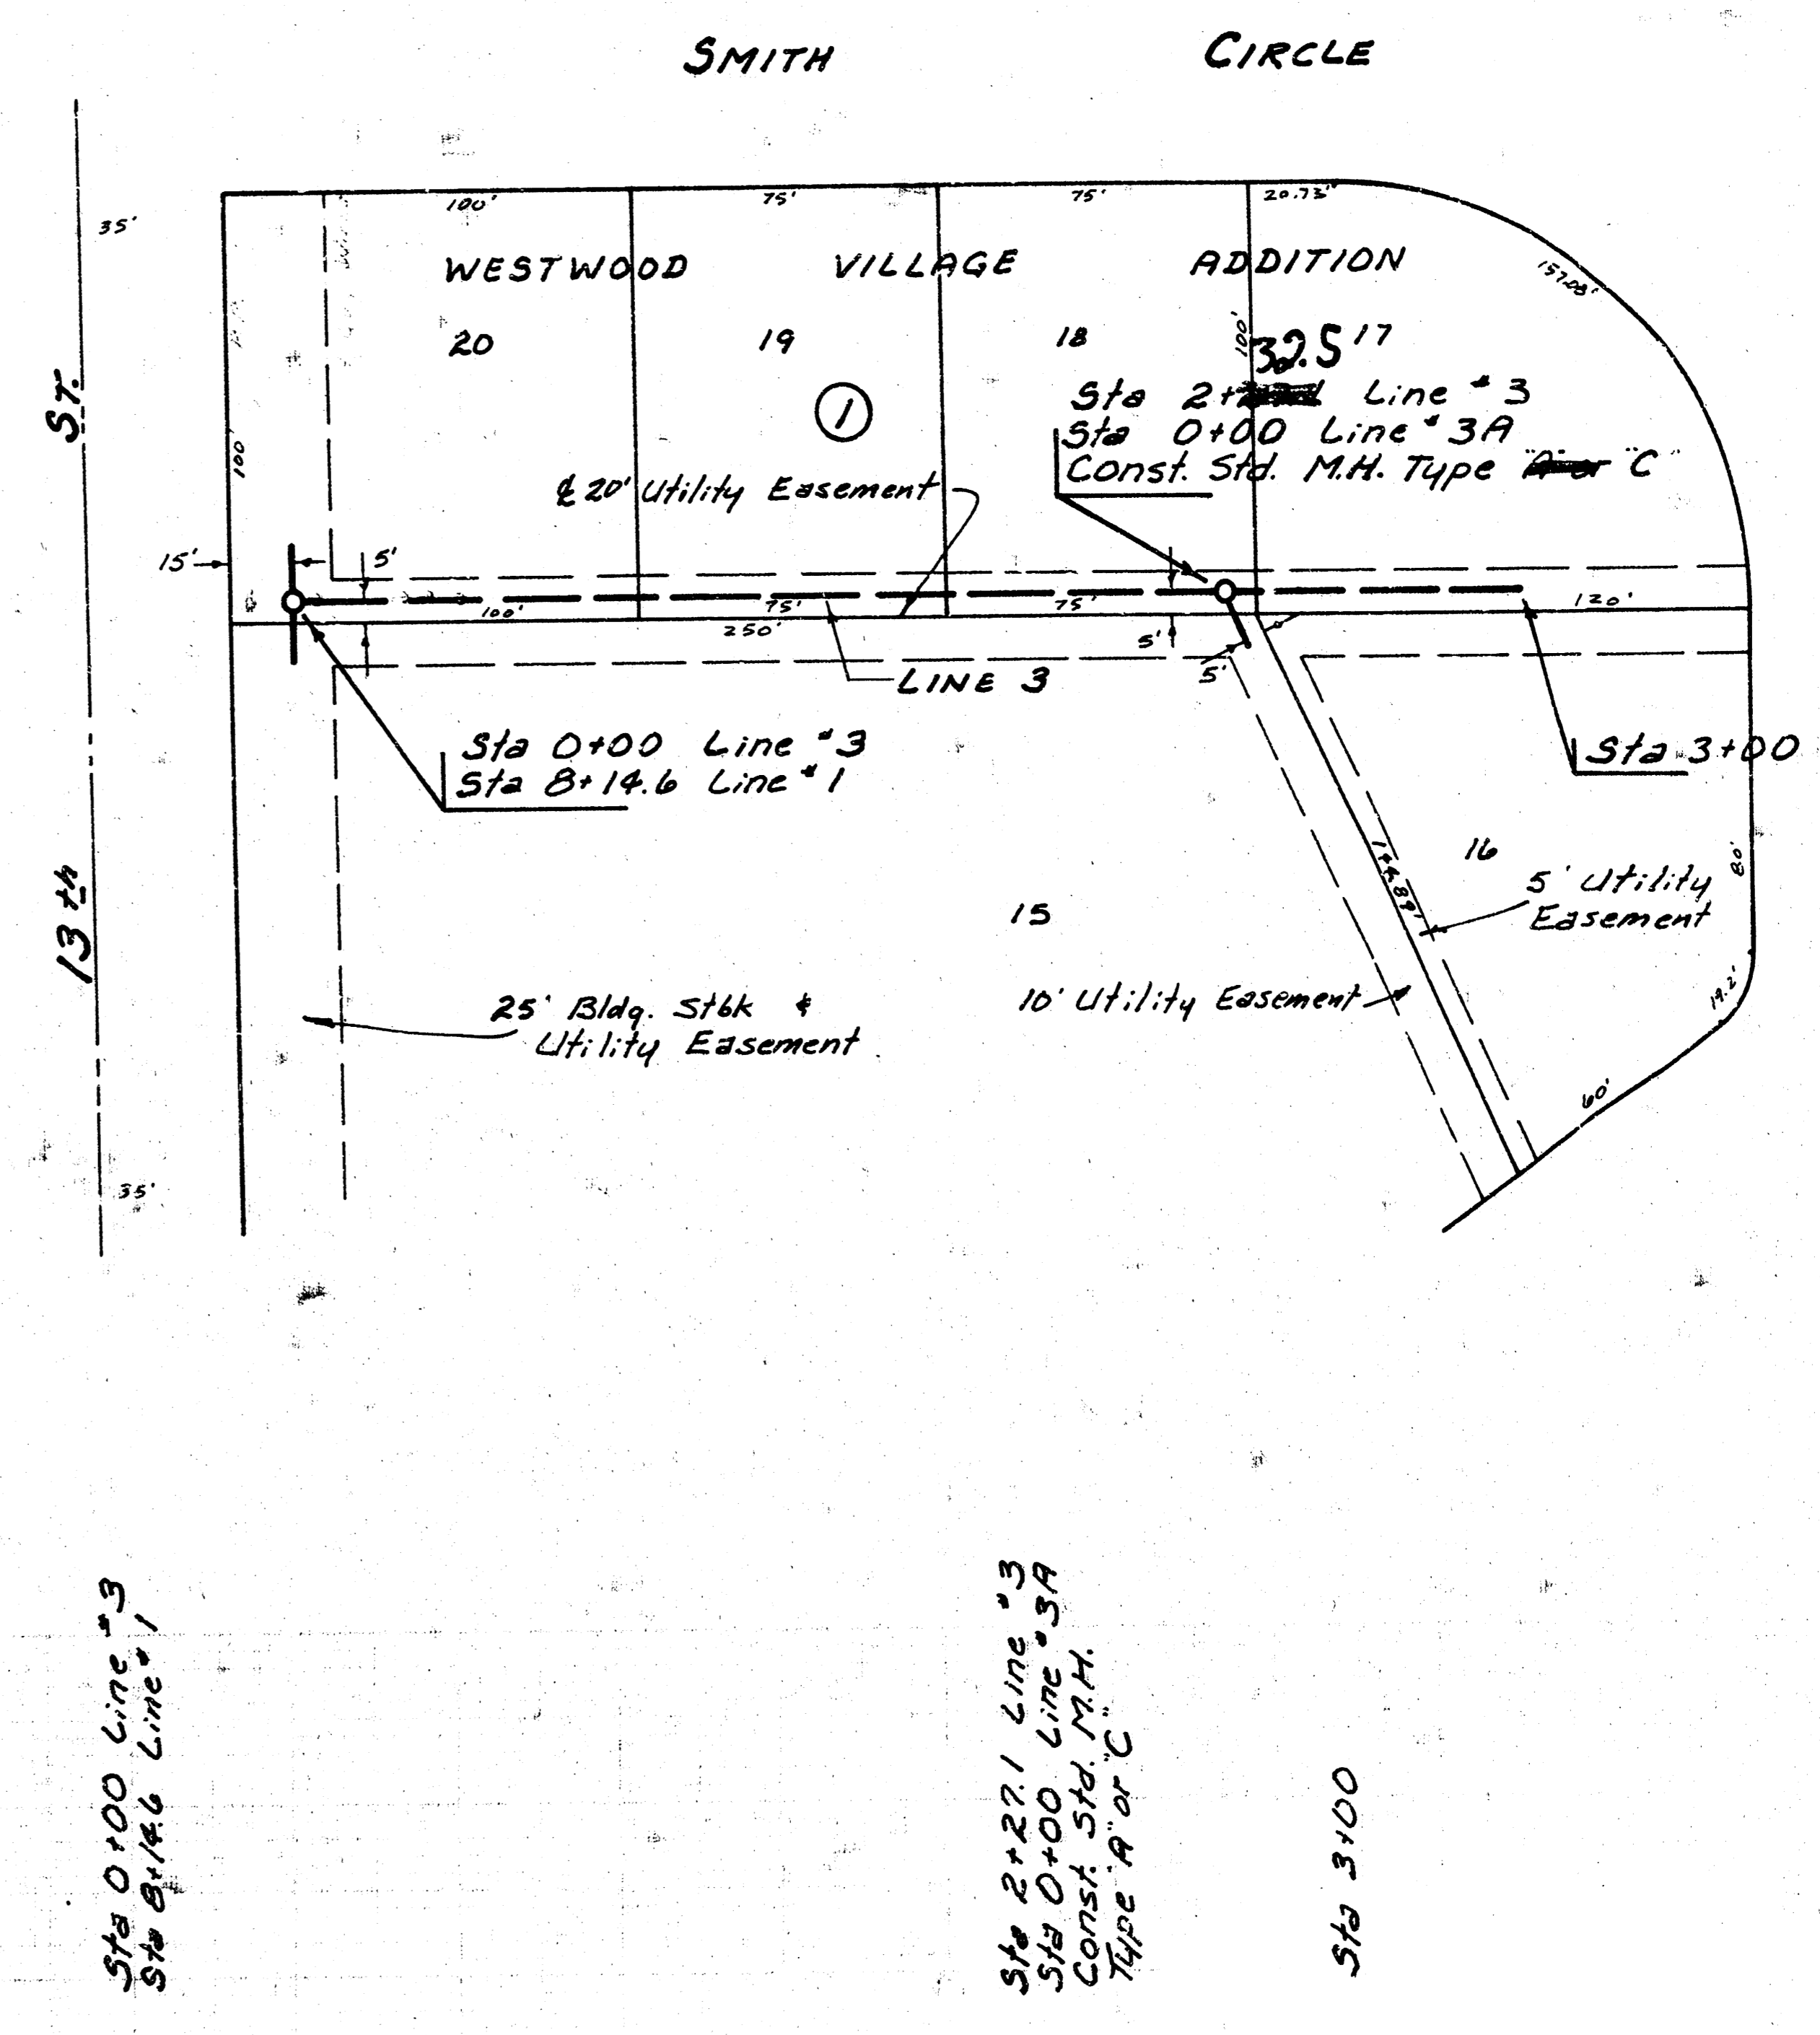 SMITH CIRCLE
35'
100' 75' 75' 20.73'
157.08'
WESTWOOD VILLAGE ADDITION
20 19 18 17
100'
32.5
Sta 2+ Line #3
Sta 0+00 Line #3A
Const. Std. M.H. Type "C"
1
100
ST.
13th
℄ 20' Utility Easement
15'
5'
100' 75' 75' 120'
250'
5'
5'
LINE 3
Sta 0+00 Line #3
Sta 8+14.6 Line #1
Sta 3+00
144.89'
16
80'
5' Utility
Easement
15
10' Utility Easement
19.2'
25' Bldg. Stbk &
Utility Easement
60'
35'
Sta 0+00 Line #3
Sta 8+14.6 Line #1
Sta 2+27.1 Line #3
Sta 0+00 Line #3A
Const. Std. M.H.
Type "A" or "C"
Sta 3+00